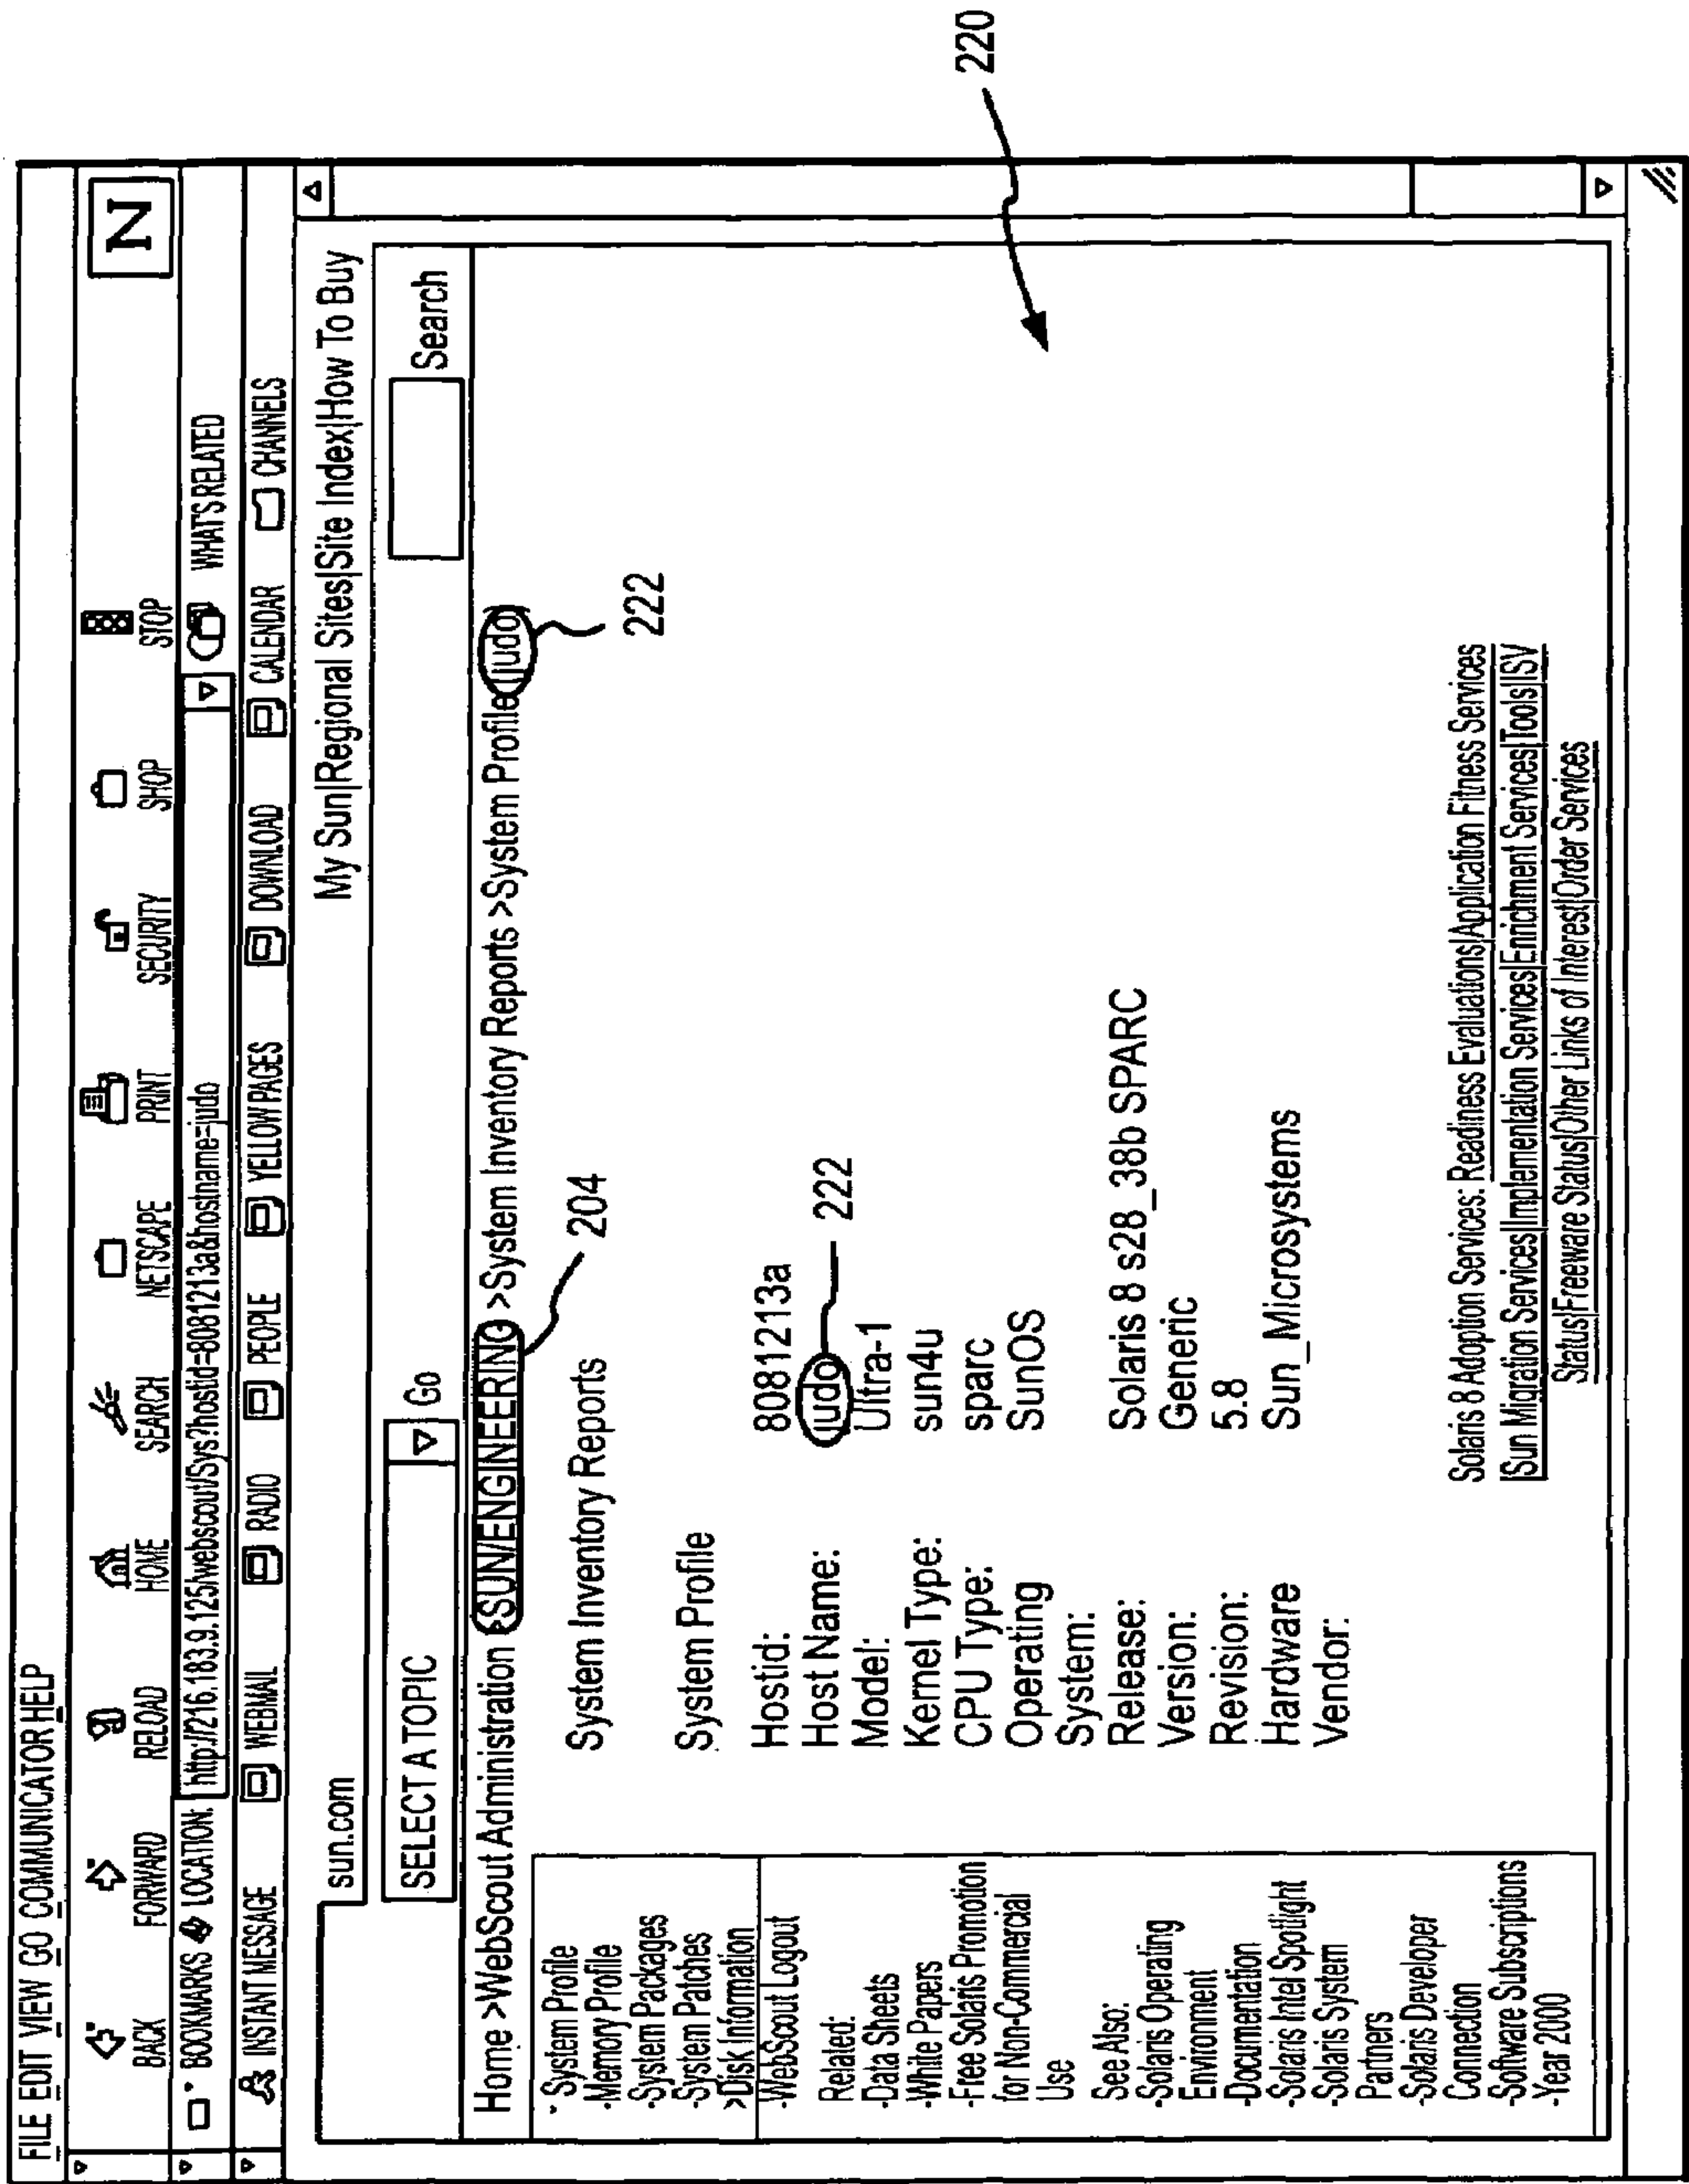 FILE EDIT VIEW GO COMMUNICATOR HELP
BACK FORWARD RELOAD HOME SEARCH NETSCAPE PRINT SECURITY SHOP STOP
N
BOOKMARKS LOCATION: http://216.183.9.125/webscout/Sys?hostid=8081213a&hostname=judo WHAT'S RELATED
INSTANT MESSAGE WEBMAIL RADIO PEOPLE YELLOW PAGES DOWNLOAD CALENDAR CHANNELS
sun.com
My Sun|Regional Sites|Site Index|How To Buy
SELECT A TOPIC Go Search
Home >WebScout Administration >SUN/ENGINEERING >System Inventory Reports >System Profile judo
204
222
220
System Profile
-Memory Profile
-System Packages
-System Patches
>Disk Information
-WebScout Logout
Related:
-Data Sheets
-White Papers
-Free Solaris Promotion
for Non-Commercial
Use
See Also:
-Solaris Operating
Environment
-Documentation
-Solaris Intel Spotlight
-Solaris System
Partners
-Solaris Developer
Connection
-Software Subscriptions
-Year 2000
System Inventory Reports
System Profile
Hostid: 8081213a
Host Name: judo 222
Model: Ultra-1
Kernel Type: sun4u
CPU Type: sparc
Operating SunOS
System:
Release: Solaris 8 s28_38b SPARC
Version: Generic
Revision: 5.8
Hardware Sun_Microsystems
Vendor:
Solaris 8 Adoption Services: Readiness Evaluations|Application Fitness Services
|Sun Migration Services|Implementation Services|Enrichment Services|Tools|ISV
Status|Freeware Status|Other Links of Interest|Order Services